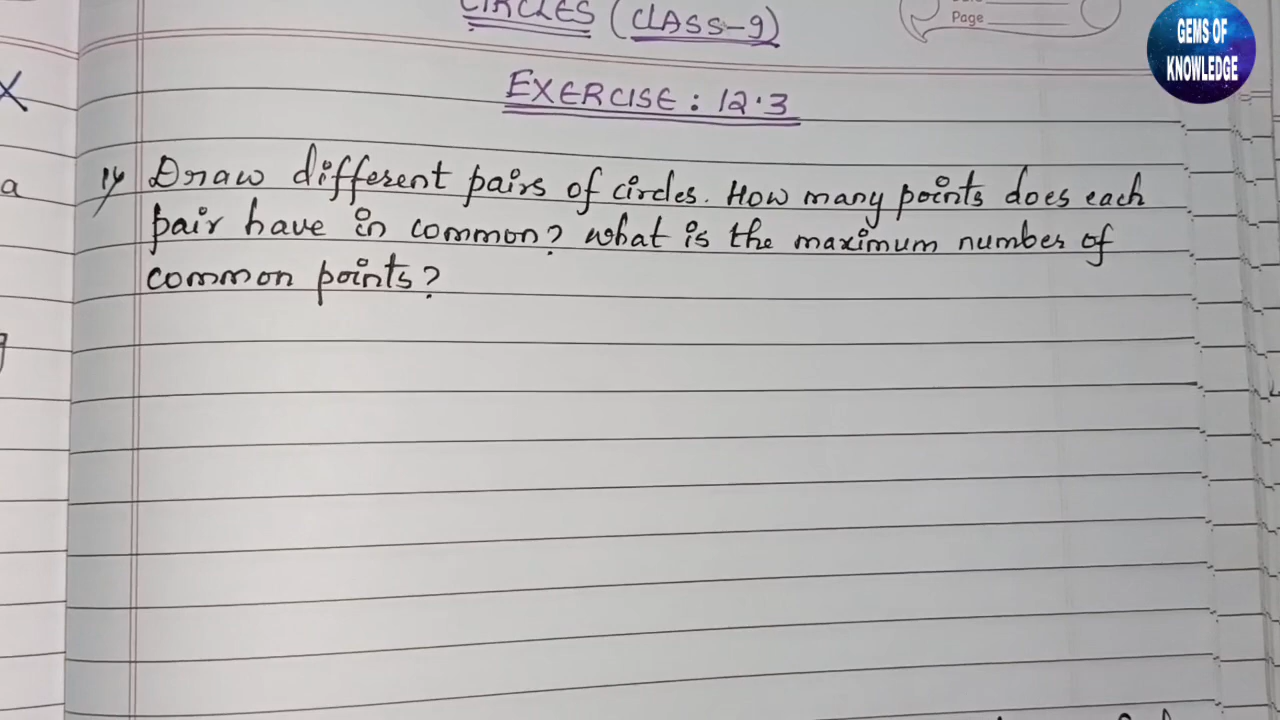 CIRCLES (CLASS-9)
Page
GEMS OF
KNOWLEDGE
EXERCISE : 12.3
1) Draw different pairs of circles. How many points does each
pair have in common? What is the maximum number of
common points?